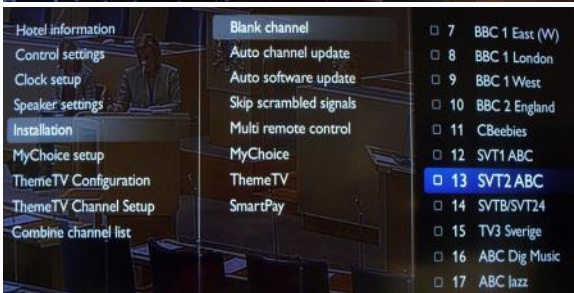 Hotel information
Control settings
Clock setup
Speaker settings
Installation
MyChoice setup
ThemeTV Configuration
ThemeTV Channel Setup
Combine channel list
Blank channel
Auto channel update
Auto software update
Skip scrambled signals
Multi remote control
MyChoice
ThemeTV
SmartPay
7 BBC 1 East (W)
8 BBC 1 London
9 BBC 1 West
10 BBC 2 England
11 CBeebies
12 SVT1 ABC
13 SVT2 ABC
14 SVTB/SVT24
15 TV3 Sverige
16 ABC Dig Music
17 ABC Jazz